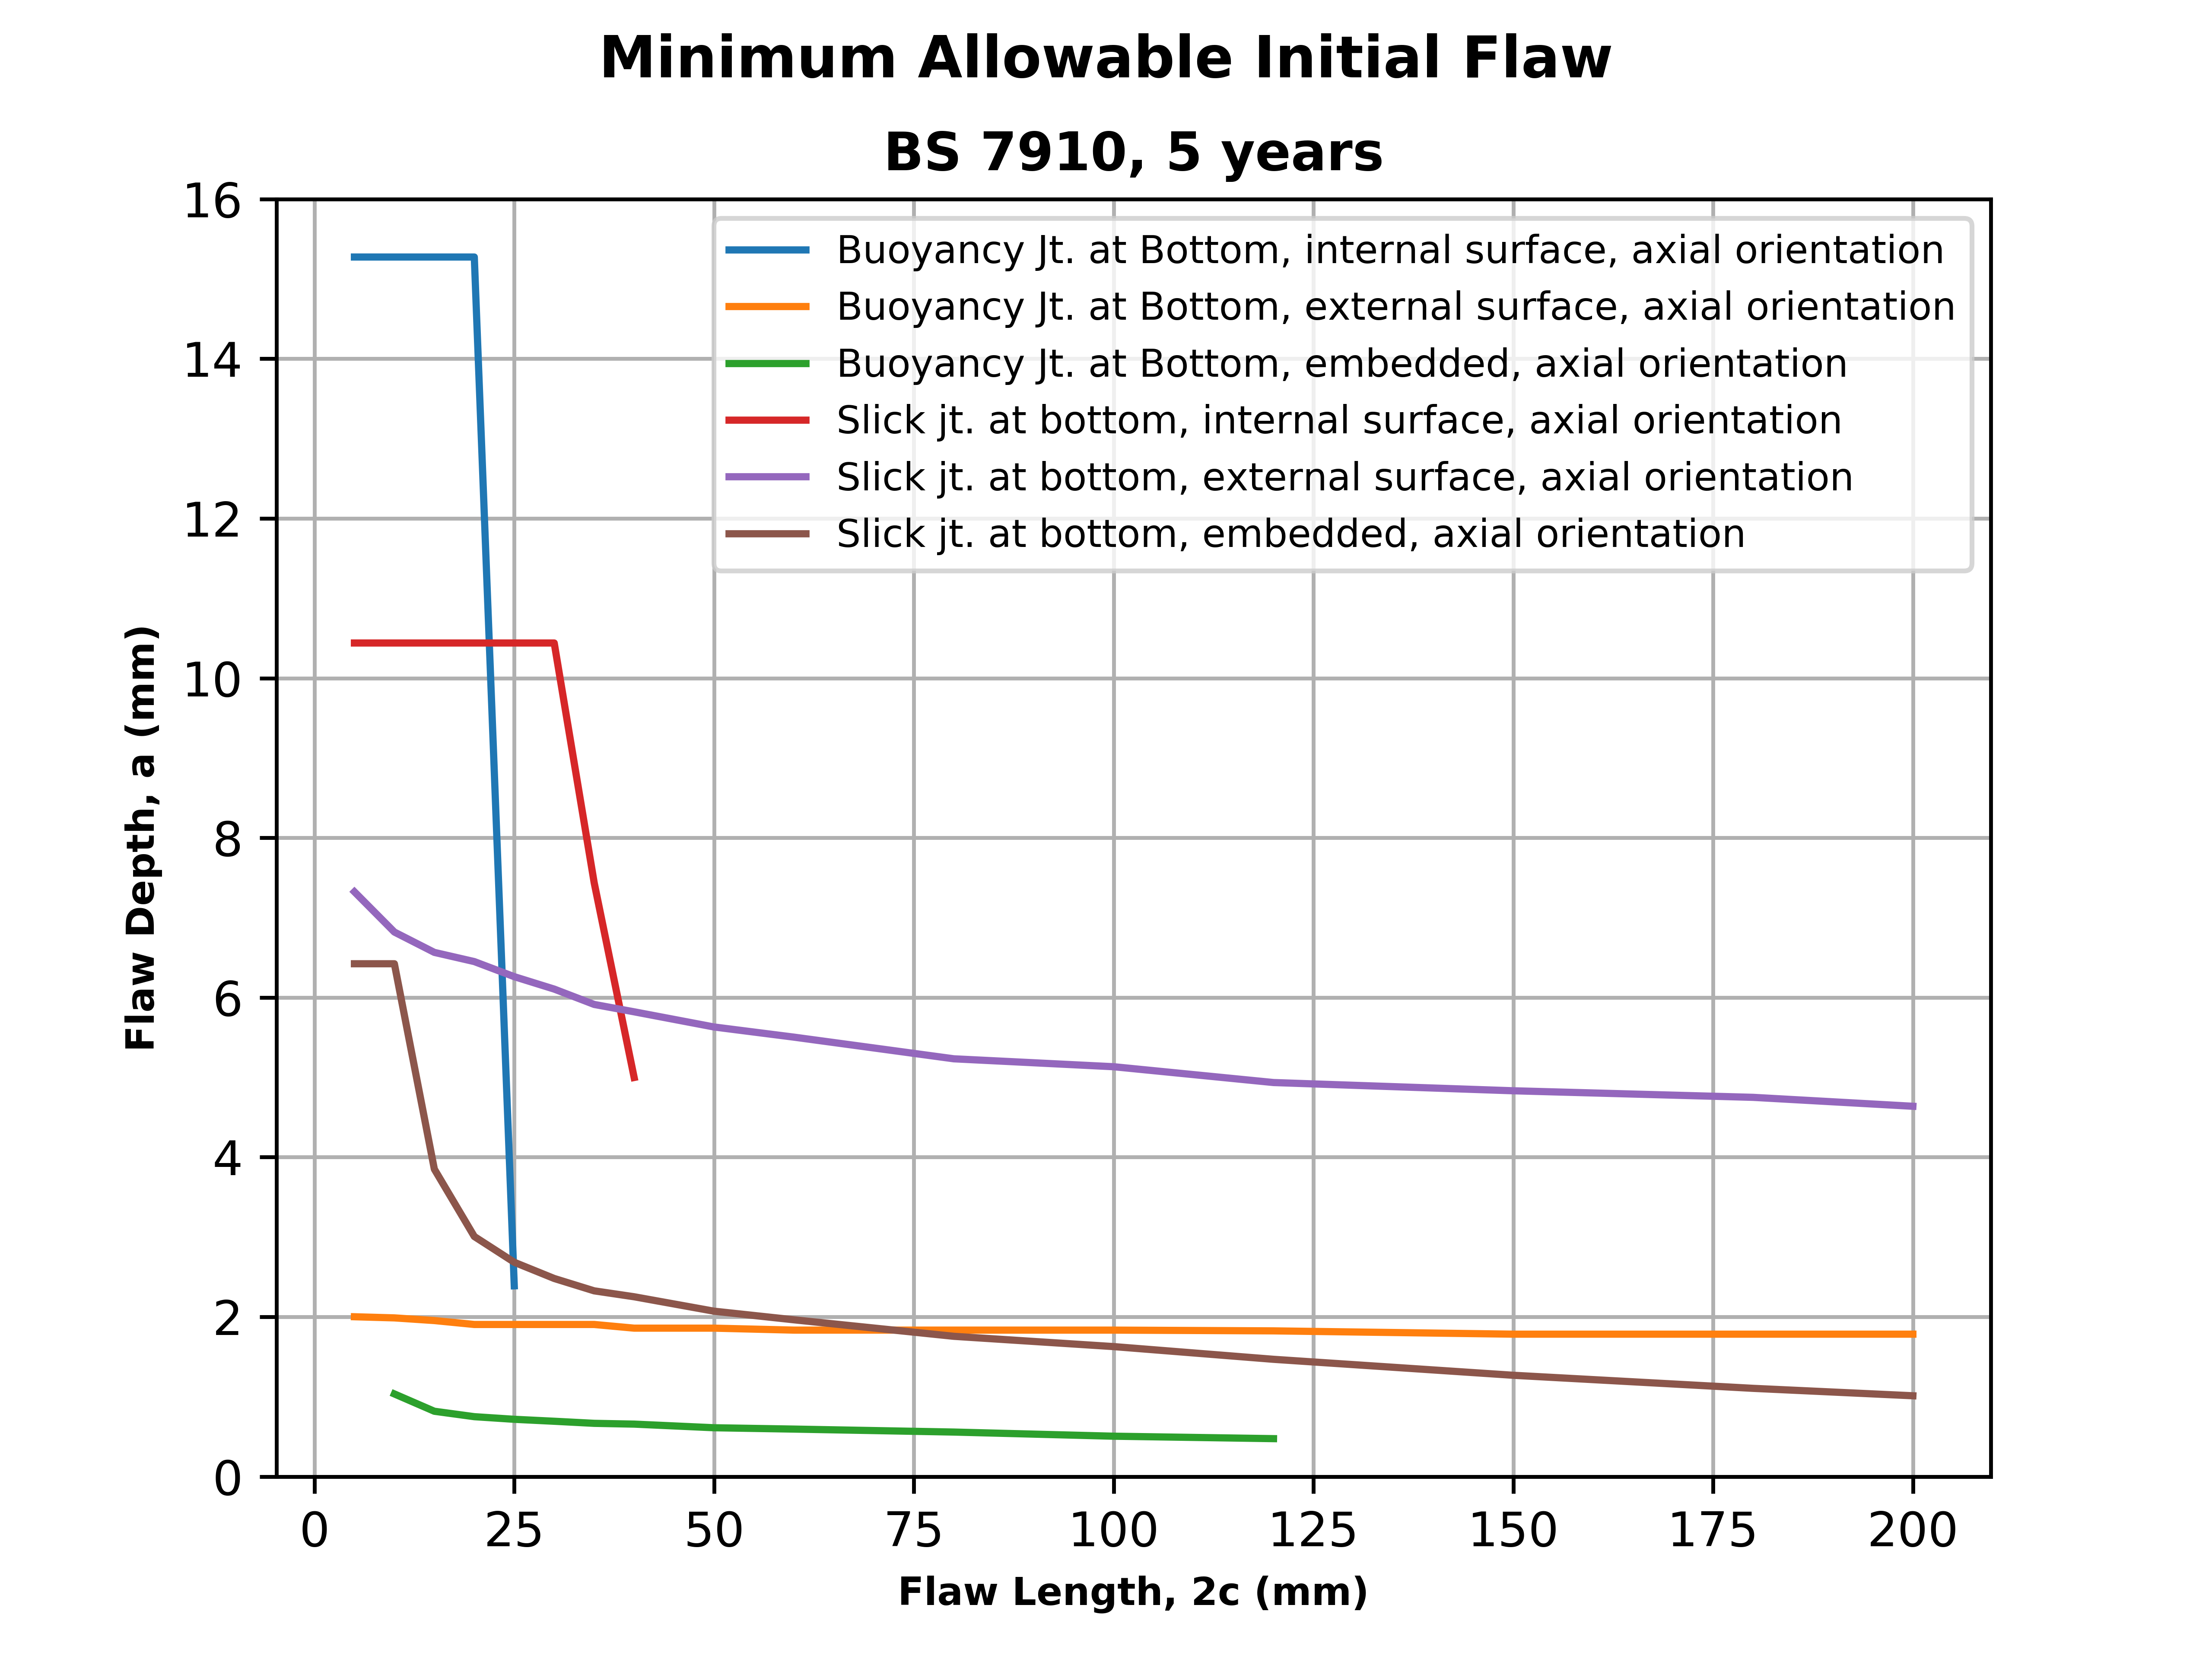 Minimum Allowable Initial Flaw
BS 7910, 5 years
16
14
12
10
8
6
4
2
0
Flaw Depth, a (mm)
Buoyancy Jt. at Bottom, internal surface, axial orientation
Buoyancy Jt. at Bottom, external surface, axial orientation
Buoyancy Jt. at Bottom, embedded, axial orientation
Slick jt. at bottom, internal surface, axial orientation
Slick jt. at bottom, external surface, axial orientation
Slick jt. at bottom, embedded, axial orientation
0 25 50 75 100 125 150 175 200
Flaw Length, 2c (mm)